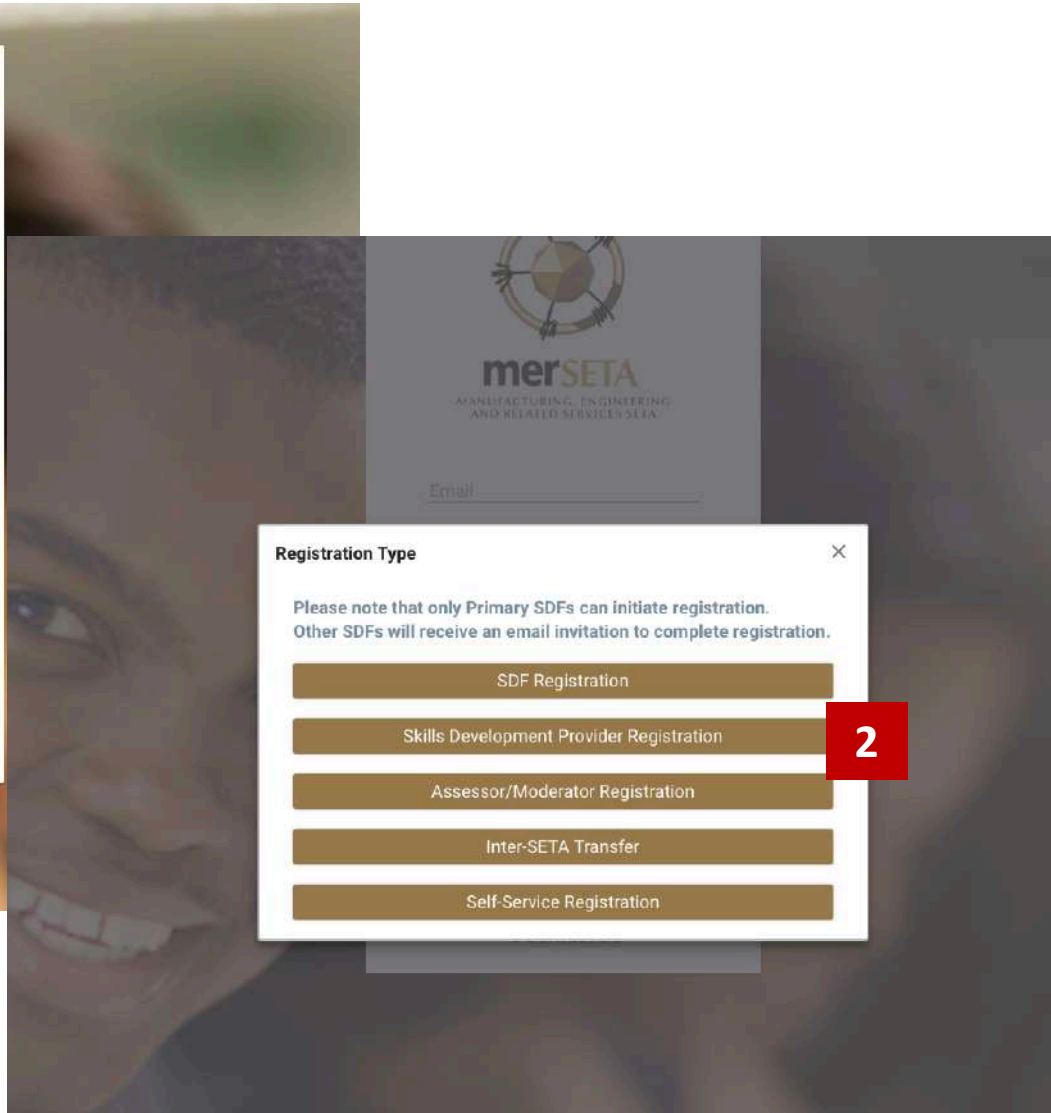 merSETA
MANUFACTURING, ENGINEERING
AND RELATED SERVICES SETA
Email
Registration Type
Please note that only Primary SDFs can initiate registration.
Other SDFs will receive an email invitation to complete registration.
SDF Registration
Skills Development Provider Registration
2
Assessor/Moderator Registration
Inter-SETA Transfer
Self-Service Registration